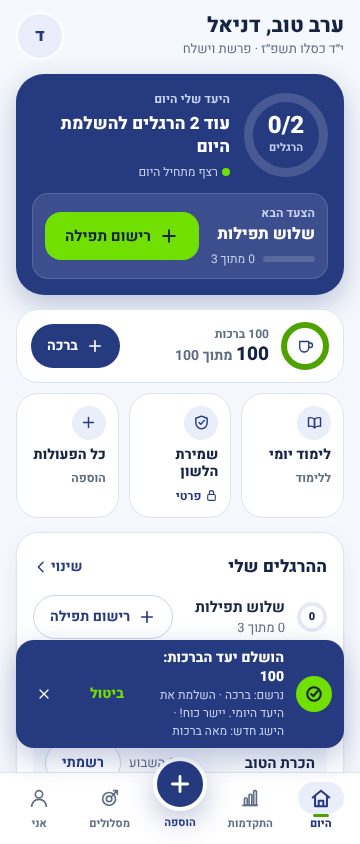 ערב טוב, דניאל
י״ד כסלו תשפ״ז · פרשת וישלח
ד
היעד שלי היום
עוד 2 הרגלים להשלמת
היום
רצף מתחיל היום
0/2
הרגלים
הצעד הבא
שלוש תפילות
0 מתוך 3
רישום תפילה
100 ברכות
100 מתוך 100
ברכה
לימוד יומי
ללימוד
שמירת
הלשון
פרטי
כל הפעולות
הוספה
ההרגלים שלי
שינוי
0
שלוש תפילות
0 מתוך 3
רישום תפילה
הושלם יעד הברכות:
100
נרשם: ברכה · השלמת את
היעד היומי. יישר כוח! ·
הישג חדש: מאה ברכות
ביטול
הכרת הטוב
השבוע
רשמתי
היום
התקדמות
הוספה
מסלולים
אני